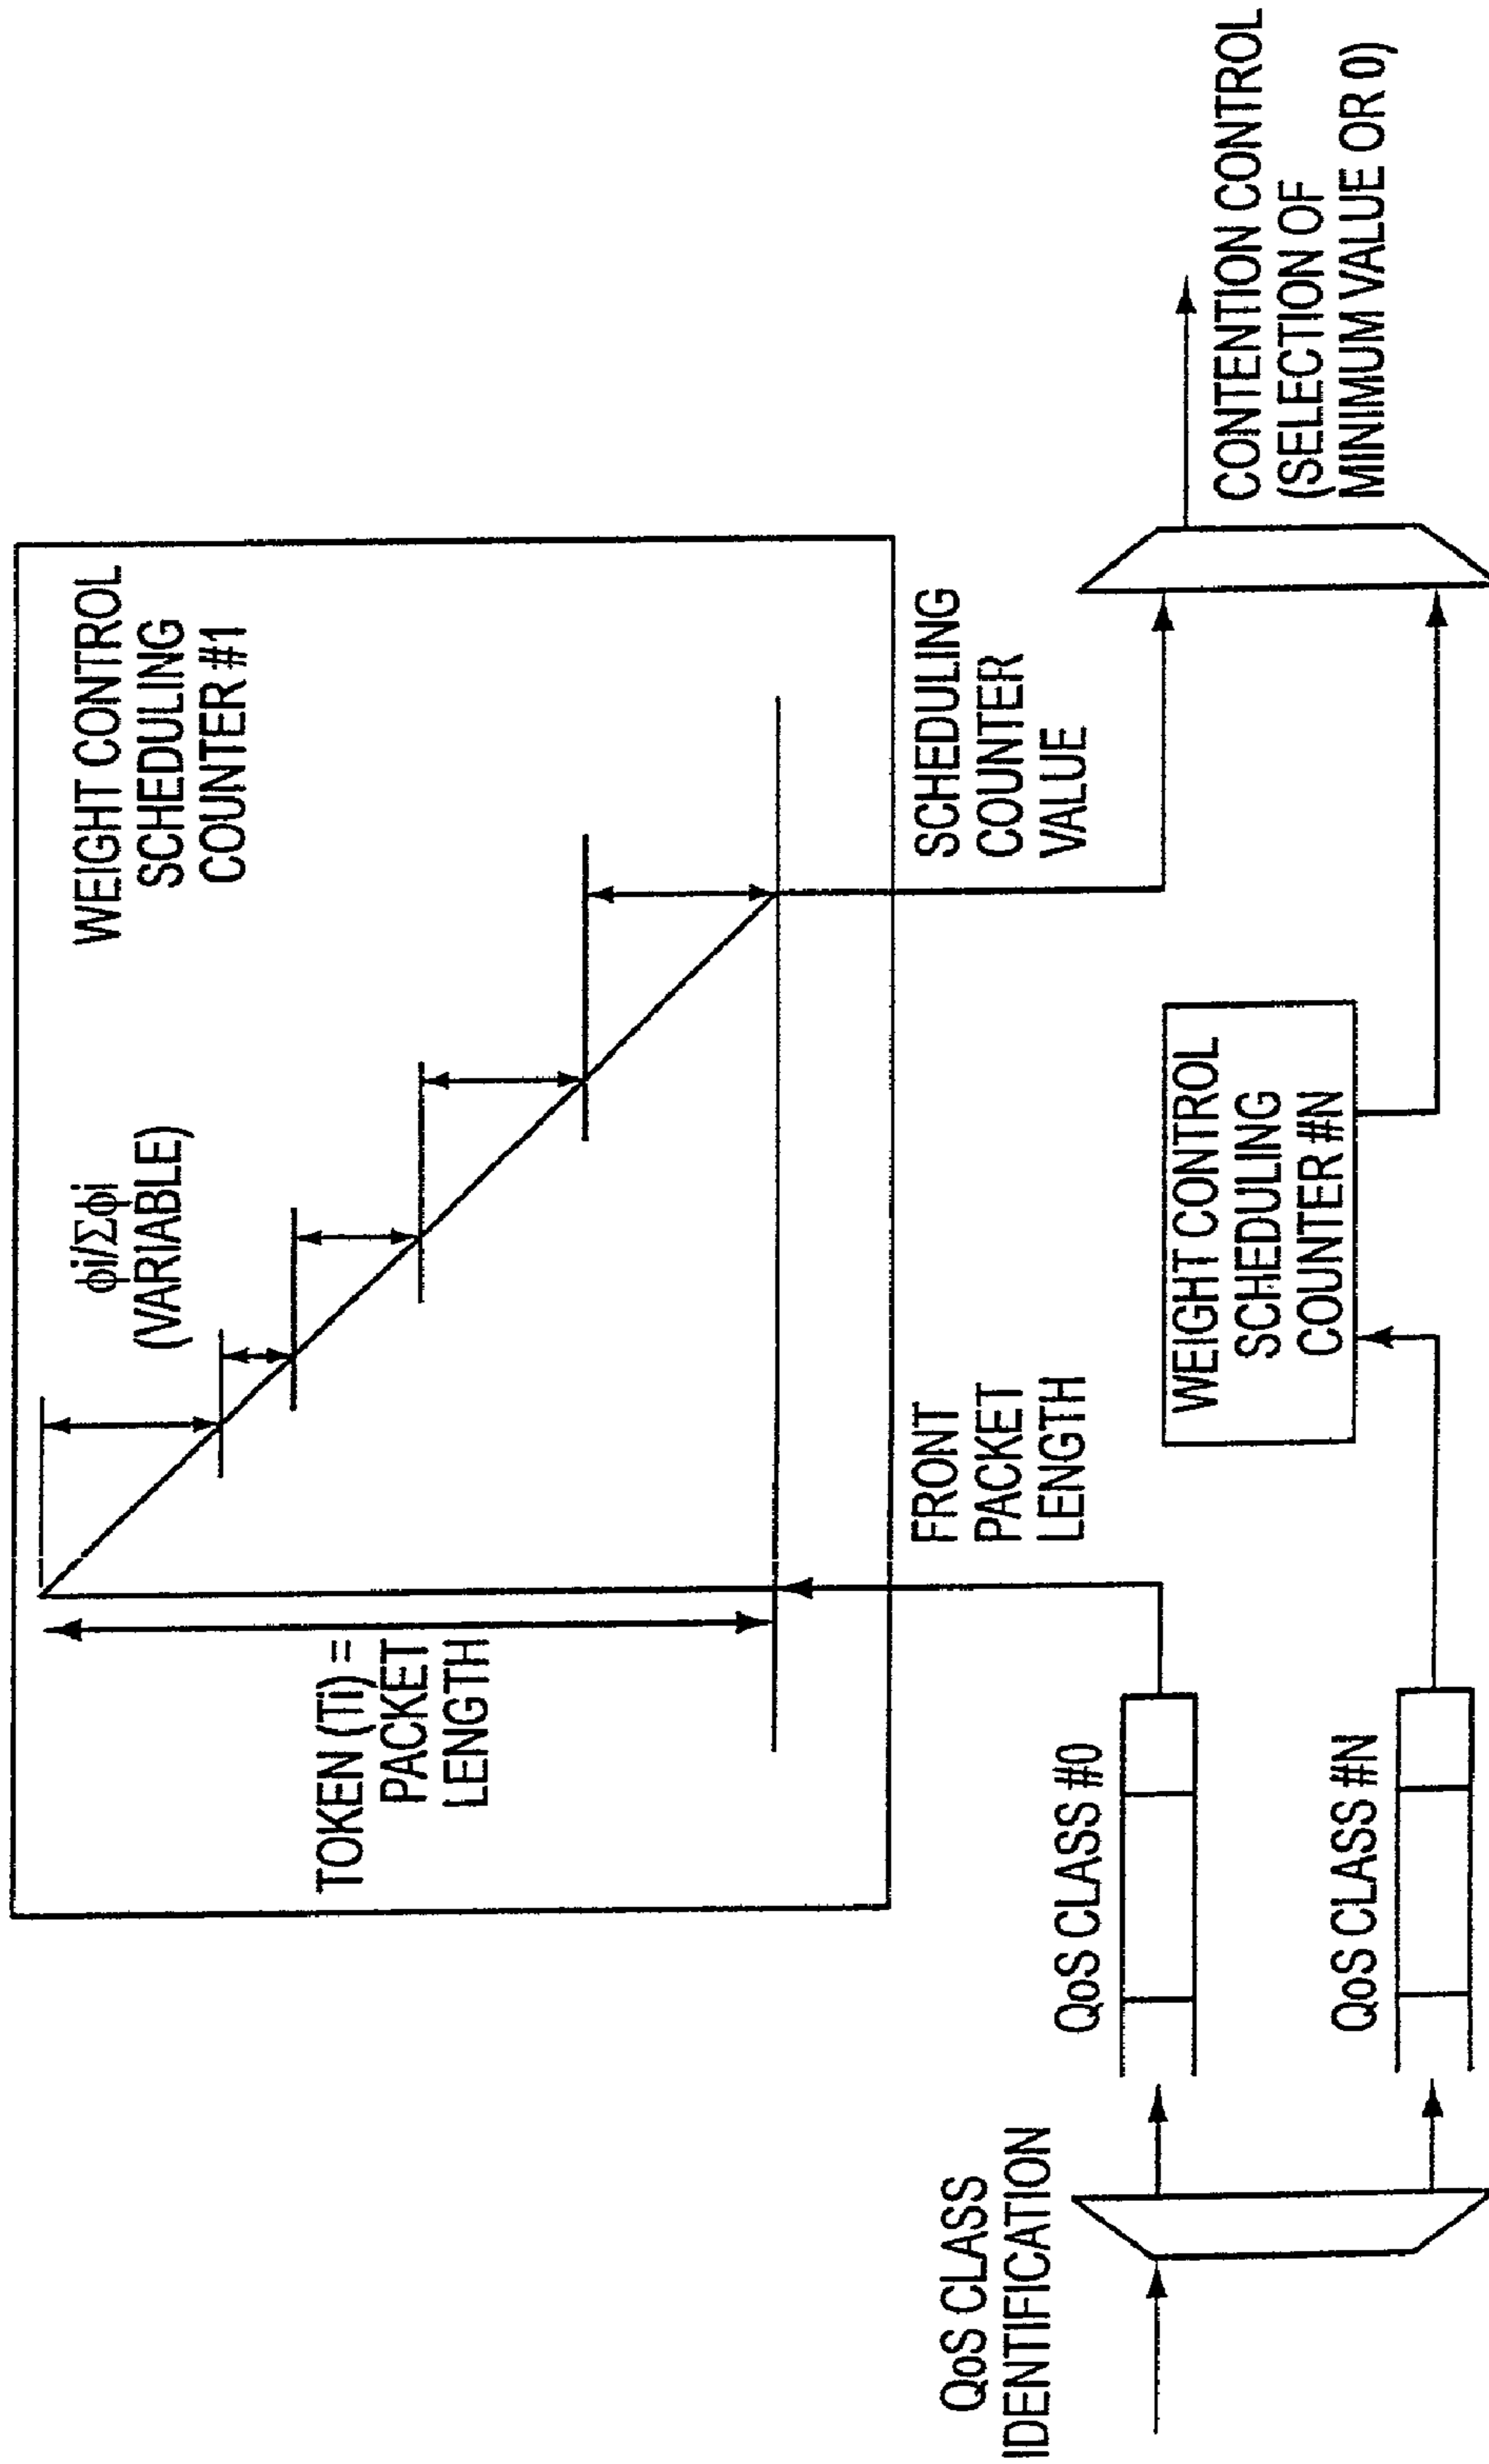 WEIGHT CONTROL
SCHEDULING
COUNTER #1
ϕi/Σϕi
(VARIABLE)
TOKEN (Ti) =
PACKET
LENGTH
FRONT
PACKET
LENGTH
SCHEDULING
COUNTER
VALUE
QoS CLASS
IDENTIFICATION
QoS CLASS #0
QoS CLASS #N
WEIGHT CONTROL
SCHEDULING
COUNTER #N
CONTENTION CONTROL
(SELECTION OF
MINIMUM VALUE OR 0)